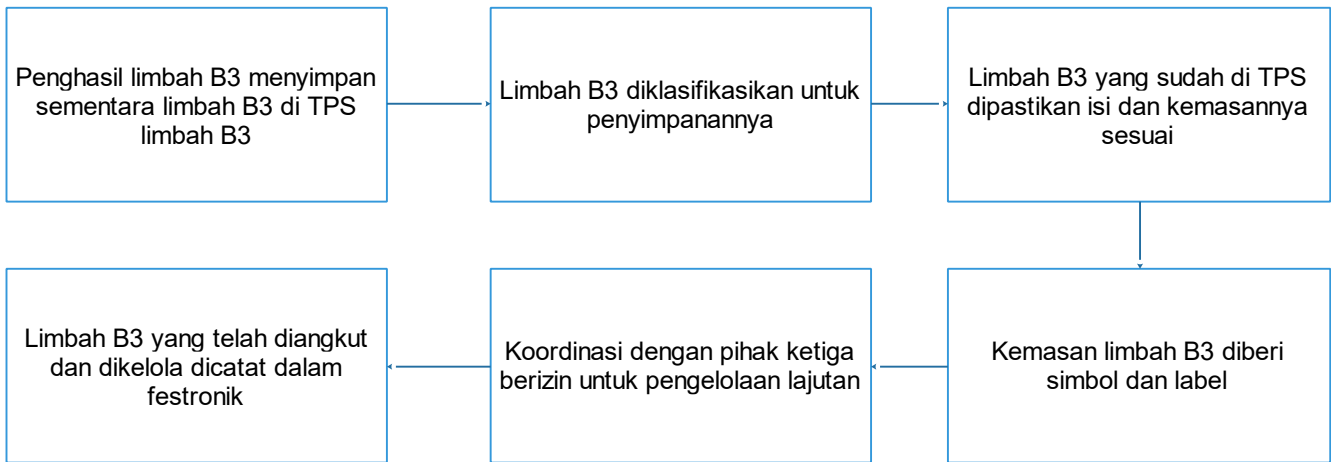 Penghasil limbah B3 menyimpan
sementara limbah B3 di TPS
limbah B3
Limbah B3 diklasifikasikan untuk
penyimpanannya
Limbah B3 yang sudah di TPS
dipastikan isi dan kemasannya
sesuai
Kemasan limbah B3 diberi
simbol dan label
Koordinasi dengan pihak ketiga
berizin untuk pengelolaan lajutan
Limbah B3 yang telah diangkut
dan dikelola dicatat dalam
festronik